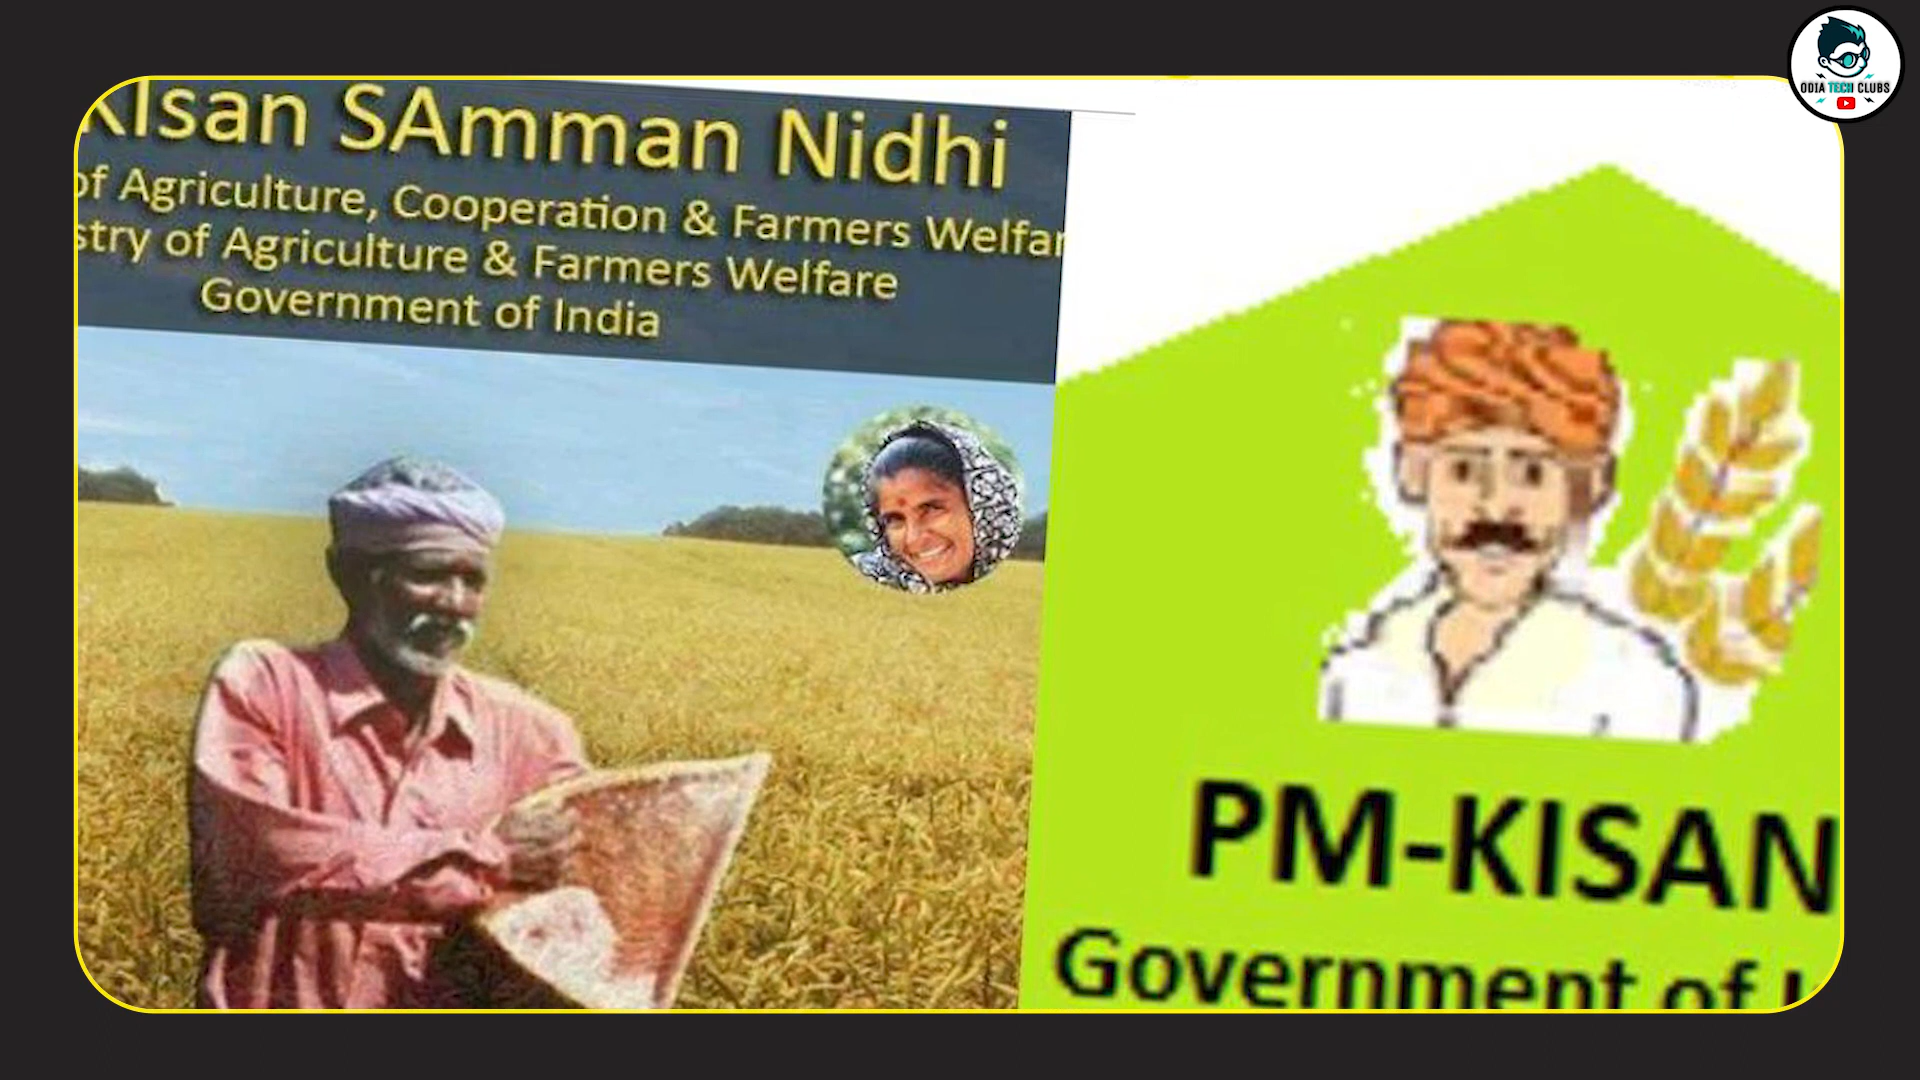 KIsan SAmman Nidhi
of Agriculture, Cooperation & Farmers Welfar
stry of Agriculture & Farmers Welfare
Government of India
PM-KISAN
Government of I
ODIA TECH CLUBS